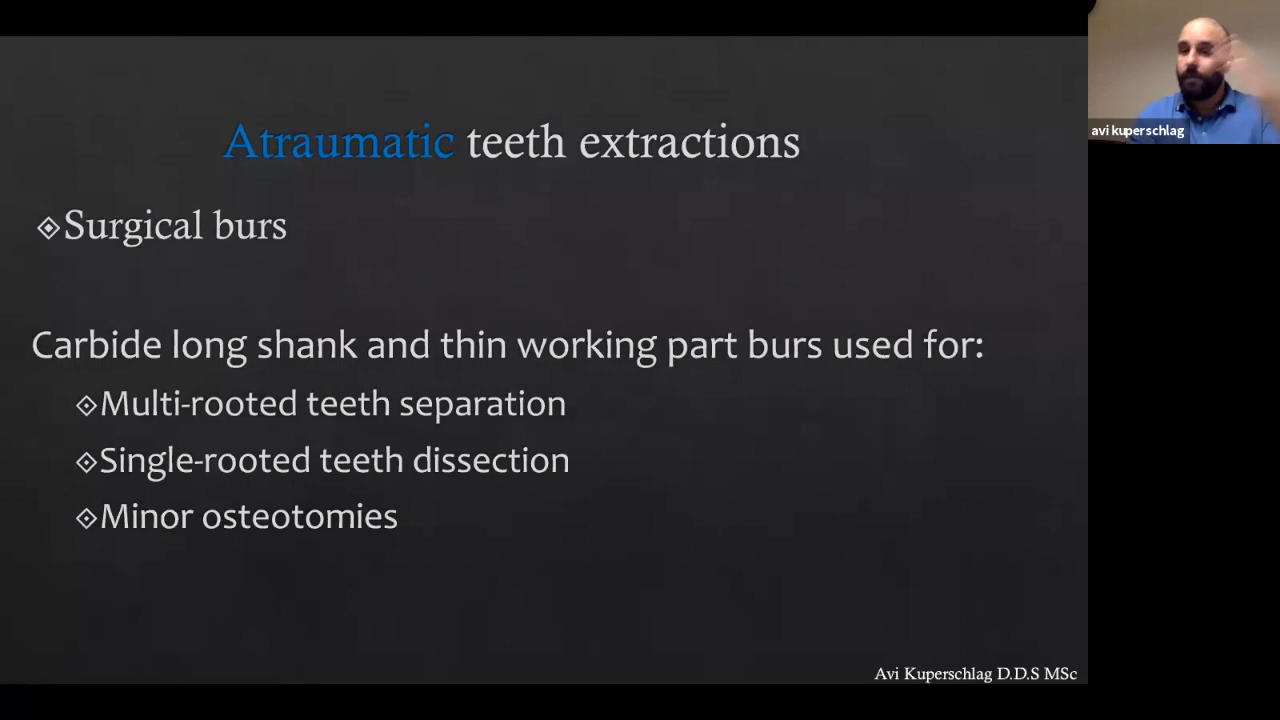 Atraumatic teeth extractions
Surgical burs
Carbide long shank and thin working part burs used for:
Multi-rooted teeth separation
Single-rooted teeth dissection
Minor osteotomies
Avi Kuperschlag D.D.S MSc
avi kuperschlag